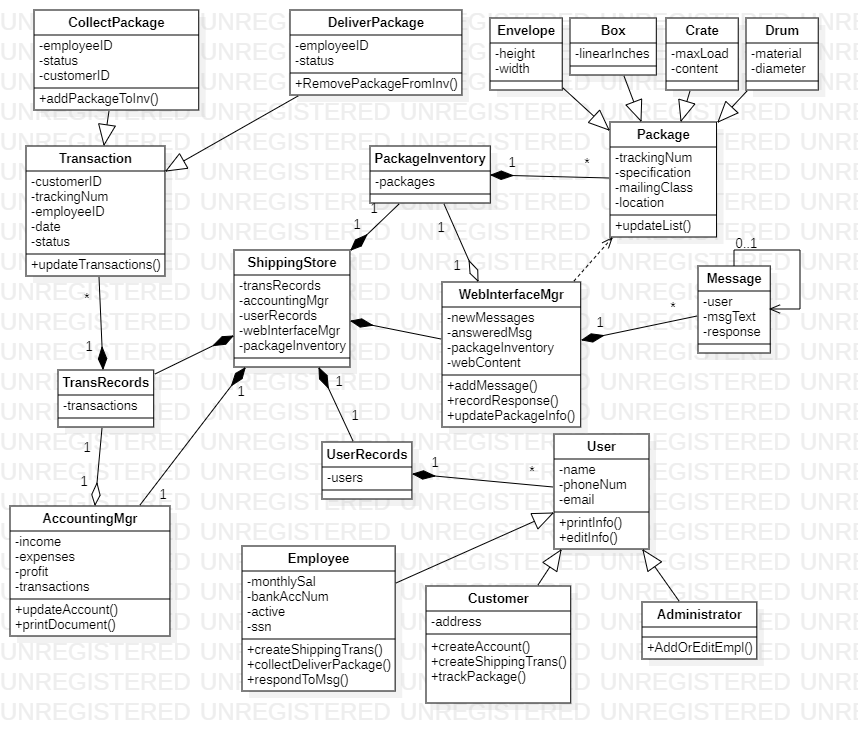 CollectPackage
-employeeID
-status
-customerID
+addPackageToInv()
DeliverPackage
-employeeID
-status
+RemovePackageFromInv()
Envelope
-height
-width
Box
-linearInches
Crate
-maxLoad
-content
Drum
-material
-diameter
Transaction
-customerID
-trackingNum
-employeeID
-date
-status
+updateTransactions()
PackageInventory
-packages
1
*
Package
-trackingNum
-specification
-mailingClass
-location
+updateList()
1
1
1
1
ShippingStore
-transRecords
-accountingMgr
-userRecords
-webInterfaceMgr
-packageInventory
WebInterfaceMgr
-newMessages
-answeredMsg
-packageInventory
-webContent
+addMessage()
+recordResponse()
+updatePackageInfo()
1
*
0..1
Message
-user
-msgText
-response
*
1
TransRecords
-transactions
1
1
1
1
1
1
UserRecords
-users
1
*
User
-name
-phoneNum
-email
+printInfo()
+editInfo()
AccountingMgr
-income
-expenses
-profit
-transactions
+updateAccount()
+printDocument()
Employee
-monthlySal
-bankAccNum
-active
-ssn
+createShippingTrans()
+collectDeliverPackage()
+respondToMsg()
Customer
-address
+createAccount()
+createShippingTrans()
+trackPackage()
Administrator
+AddOrEditEmpl()
UNREGISTERED